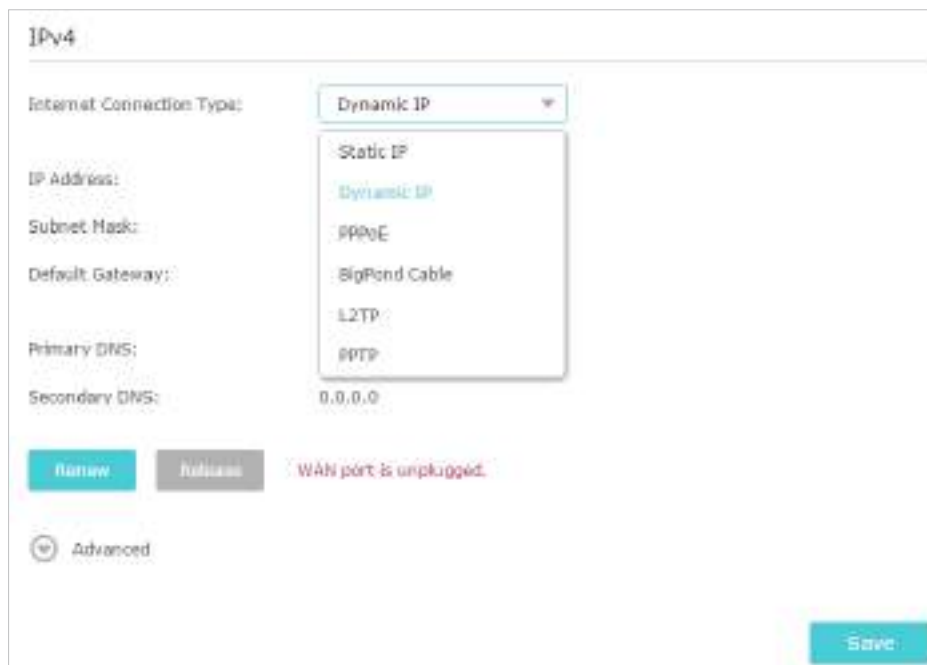 IPv4
Internet Connection Type: Dynamic IP
Static IP
IP Address:
Dynamic IP
Subnet Mask:
PPPoE
Default Gateway:
BigPond Cable
L2TP
Primary DNS:
PPTP
Secondary DNS: 0.0.0.0
Renew Release WAN port is unplugged.
Advanced
Save